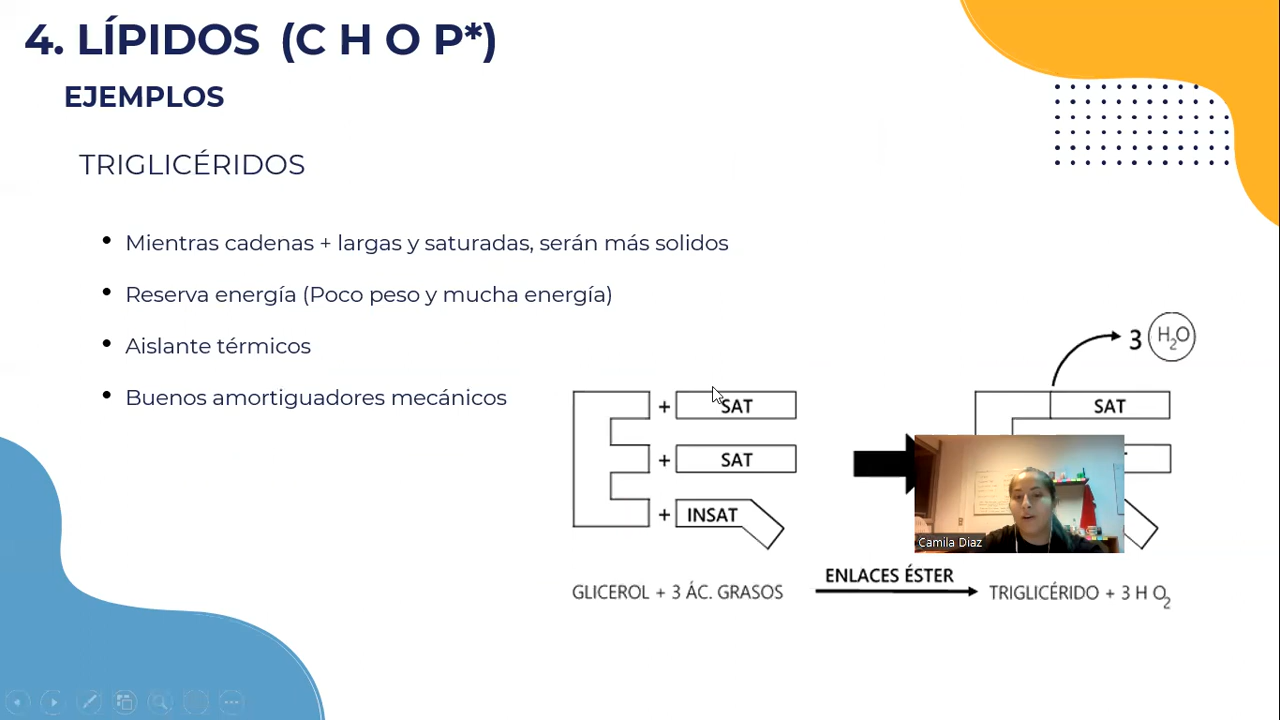 4. LÍPIDOS (C H O P*)
EJEMPLOS
TRIGLICÉRIDOS
• Mientras cadenas + largas y saturadas, serán más solidos
• Reserva energía (Poco peso y mucha energía)
• Aislante térmicos
• Buenos amortiguadores mecánicos
3 H2O
+ SAT
SAT
+ SAT
+ INSAT
Camila Diaz
ENLACES ÉSTER
GLICEROL + 3 ÁC. GRASOS
TRIGLICÉRIDO + 3 H O2